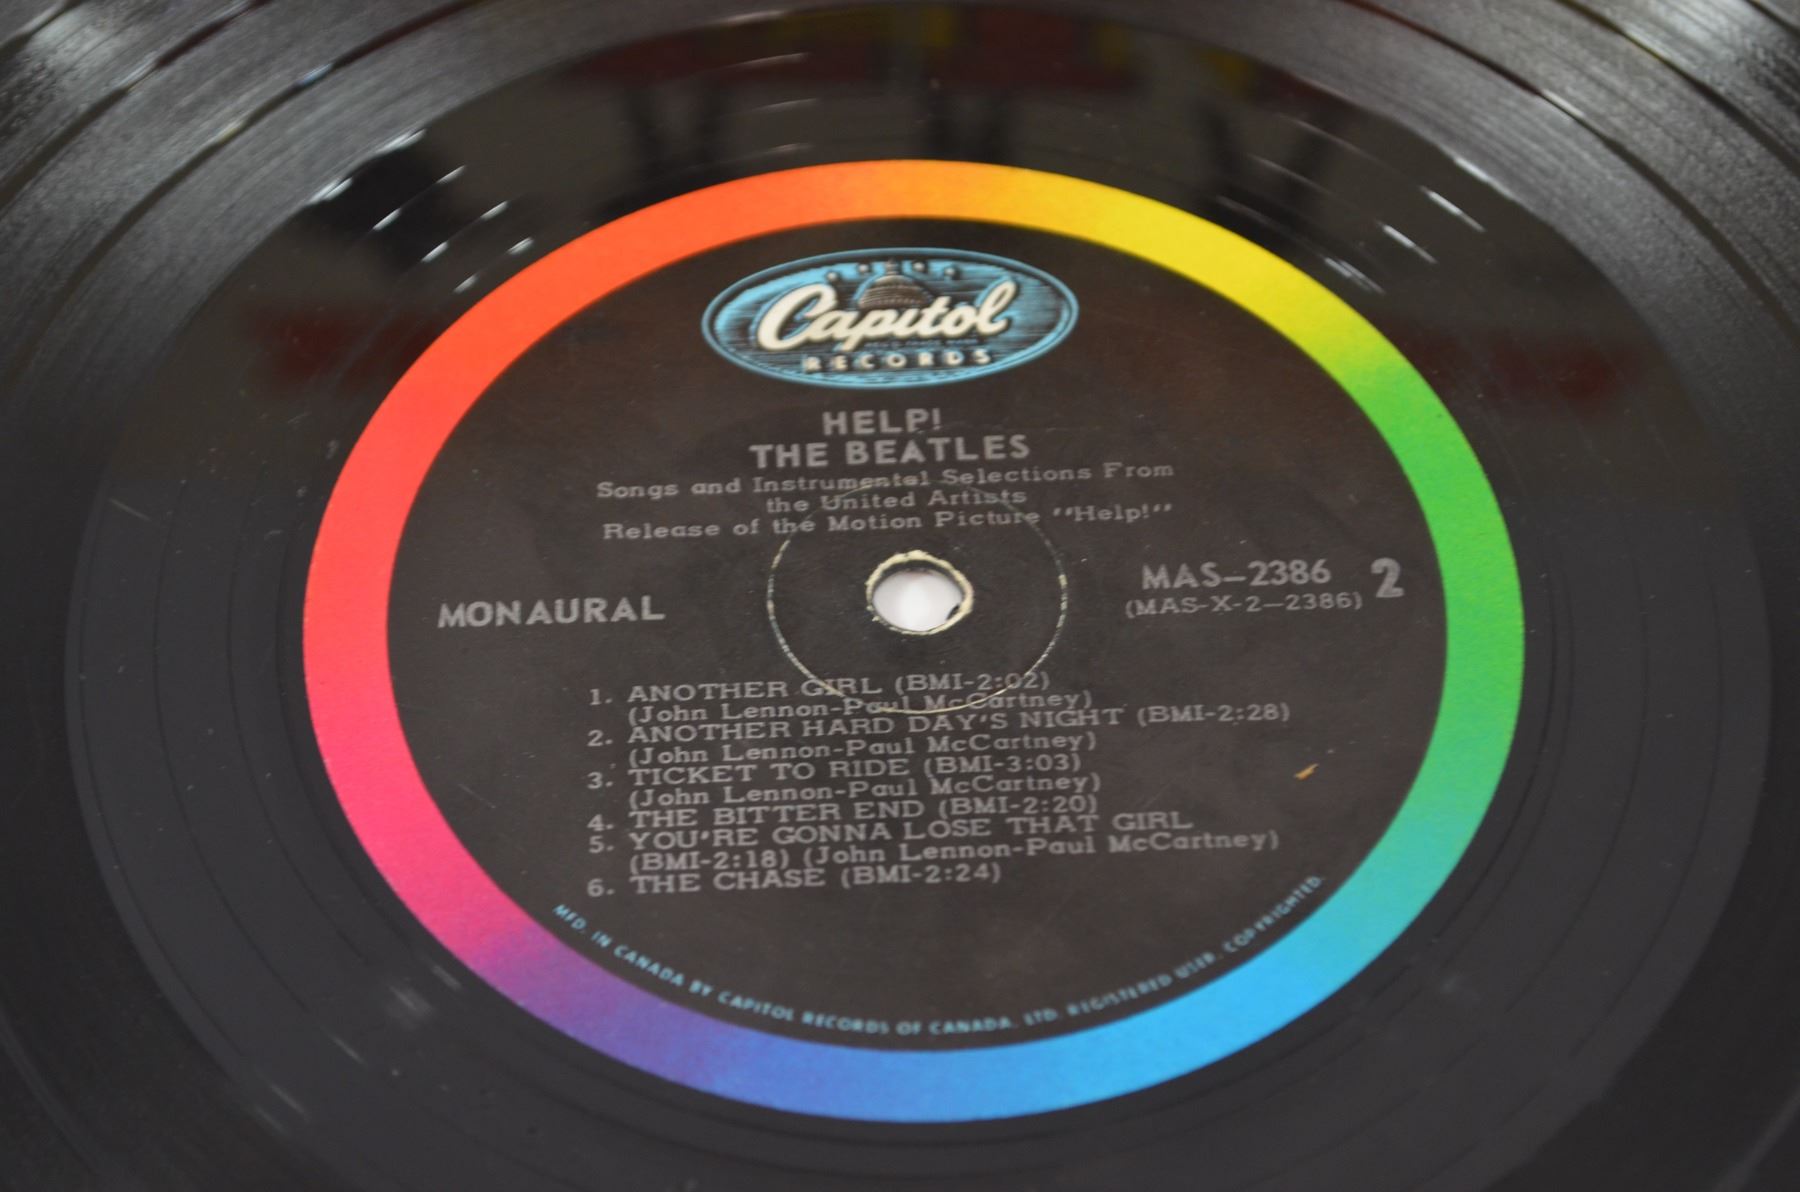 Capitol
RECORDS
HELP!
THE BEATLES
Songs and Instrumental Selections From
the United Artists
Release of the Motion Picture "Help!"
MONAURAL
MAS-2386 2
(MAS-X-2-2386)
1. ANOTHER GIRL (BMI-2:02)
(John Lennon-Paul McCartney)
2. ANOTHER HARD DAY'S NIGHT (BMI-2:28)
(John Lennon-Paul McCartney)
3. TICKET TO RIDE (BMI-3:03)
(John Lennon-Paul McCartney)
4. THE BITTER END (BMI-2:20)
5. YOU'RE GONNA LOSE THAT GIRL
(BMI-2:18) (John Lennon-Paul McCartney)
6. THE CHASE (BMI-2:24)
MFD. IN CANADA BY CAPITOL RECORDS OF CANADA, LTD. REGISTERED USER. COPYRIGHTED.